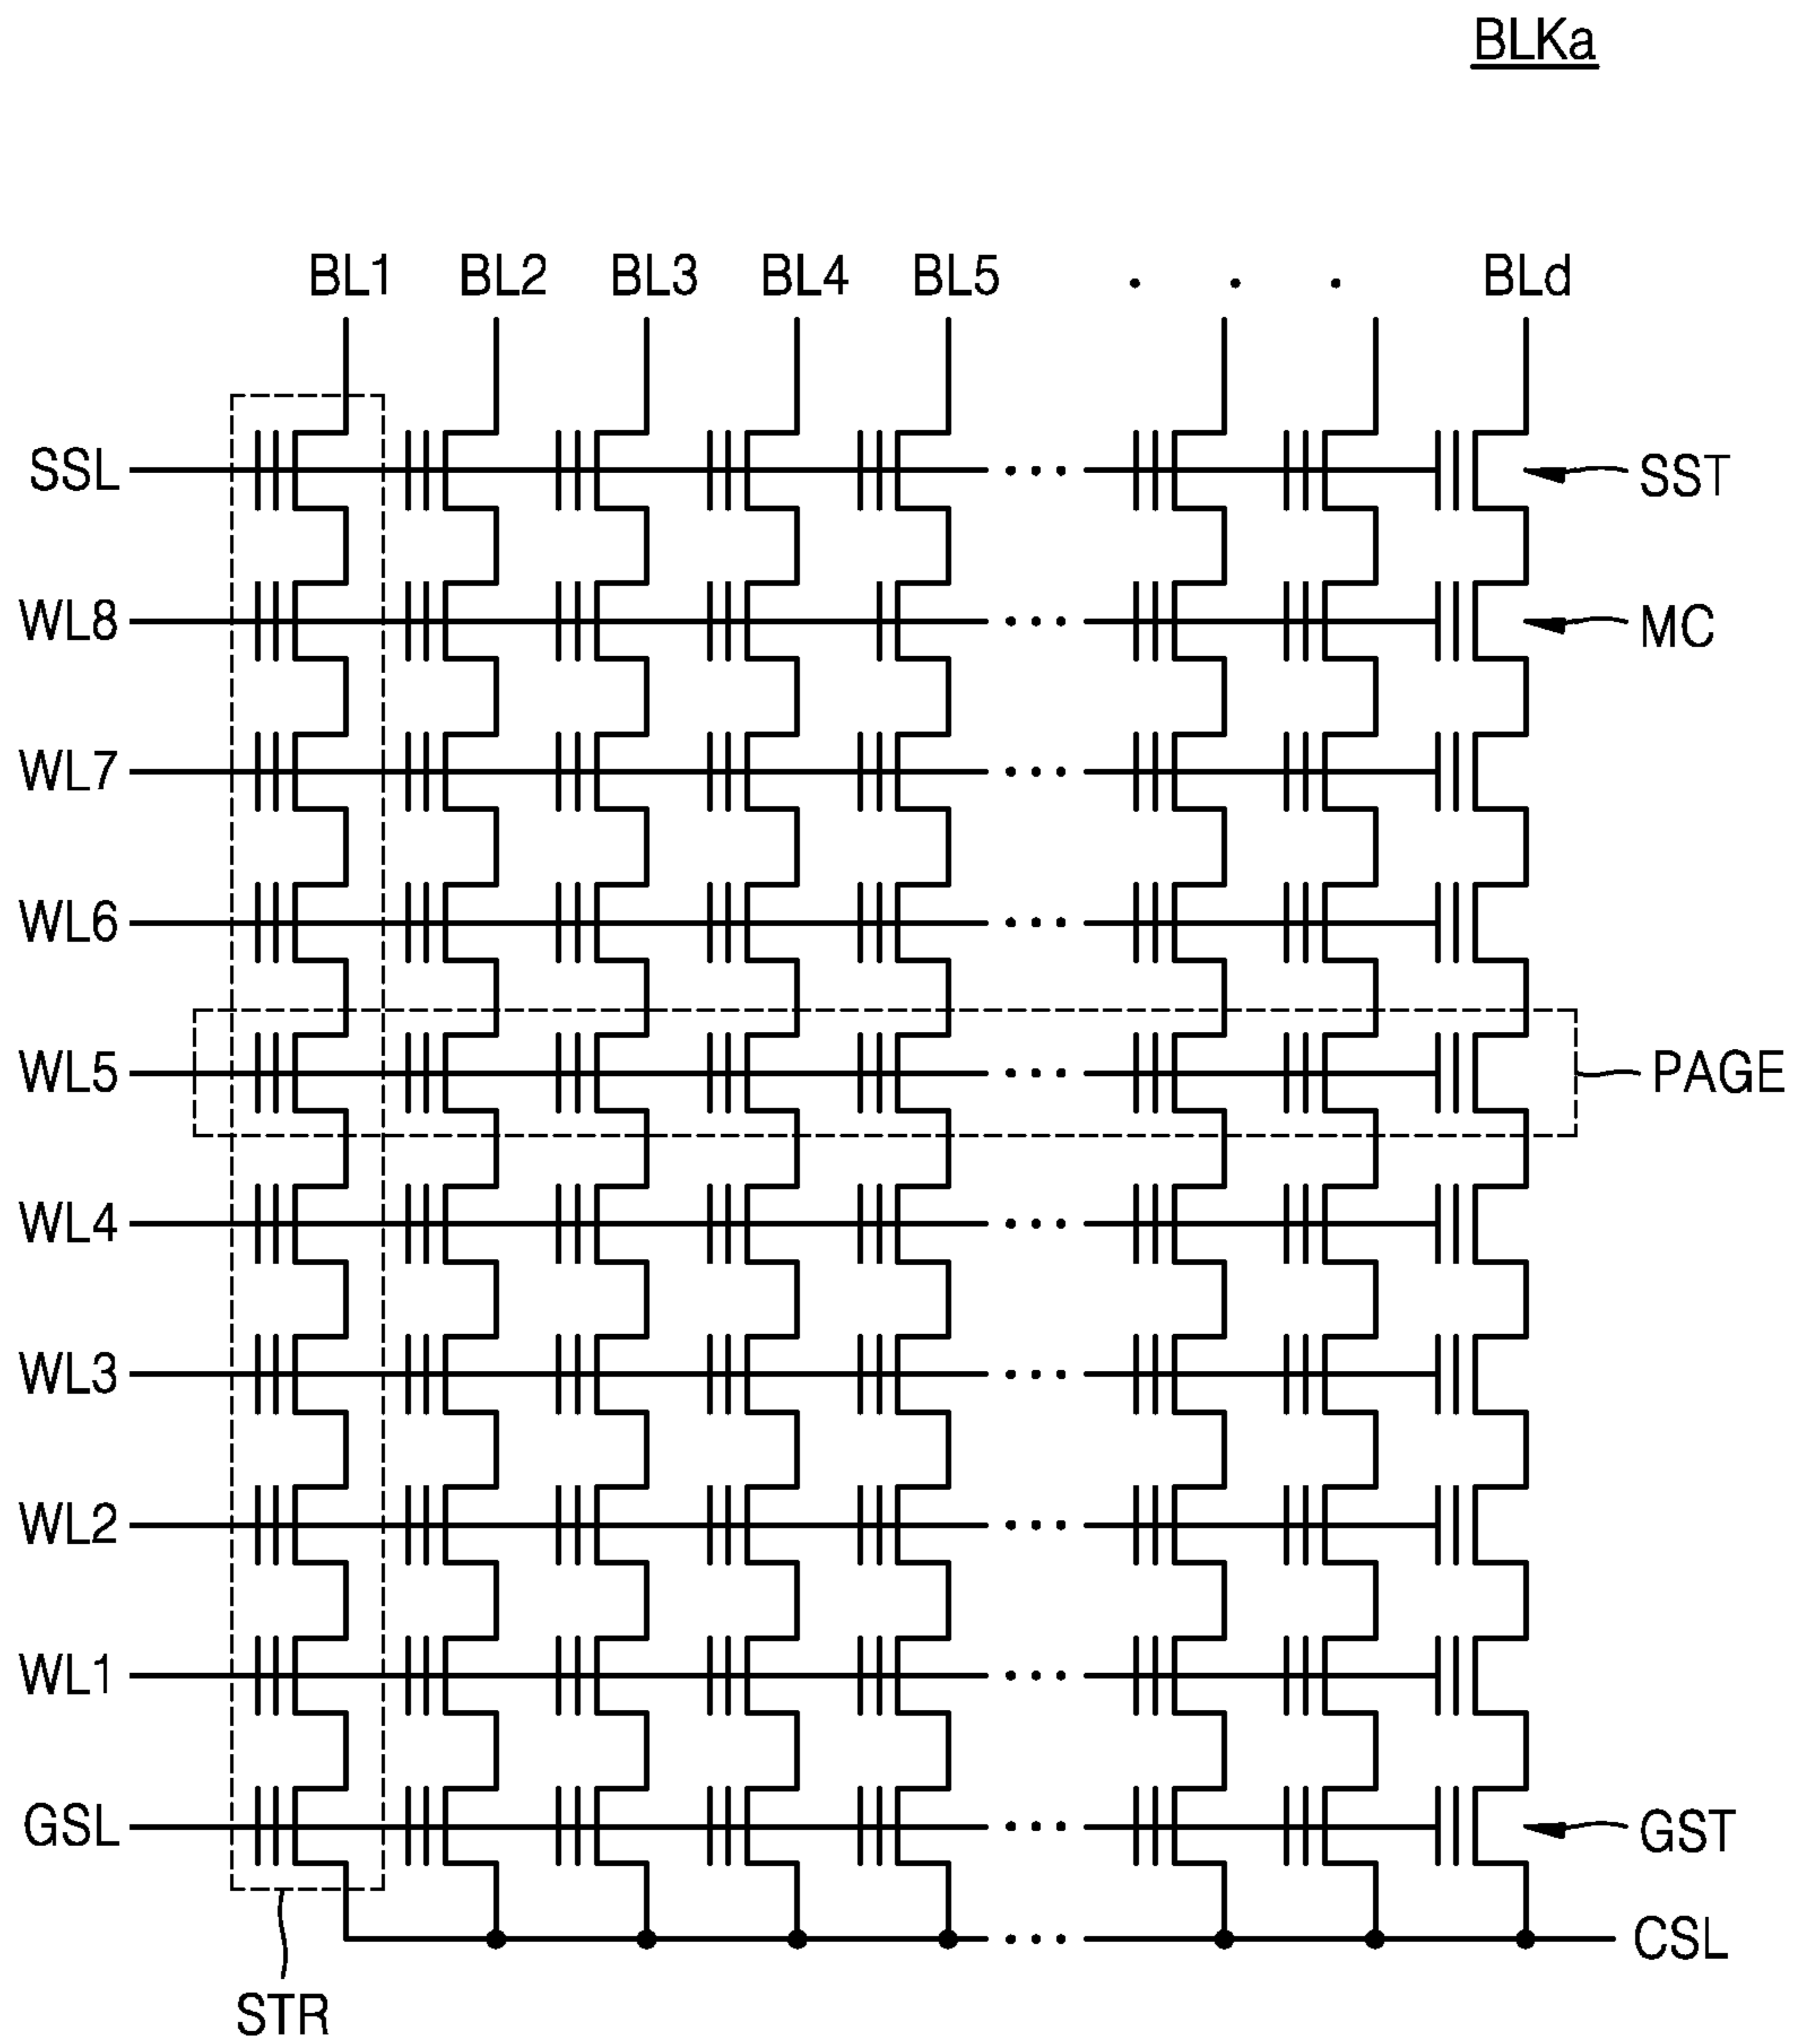 BLKa
BL1 BL2 BL3 BL4 BL5 . . . BLd
SSL ... SST
WL8 ... MC
WL7 ...
WL6 ...
WL5 ... PAGE
WL4 ...
WL3 ...
WL2 ...
WL1 ...
GSL ... GST
... CSL
STR